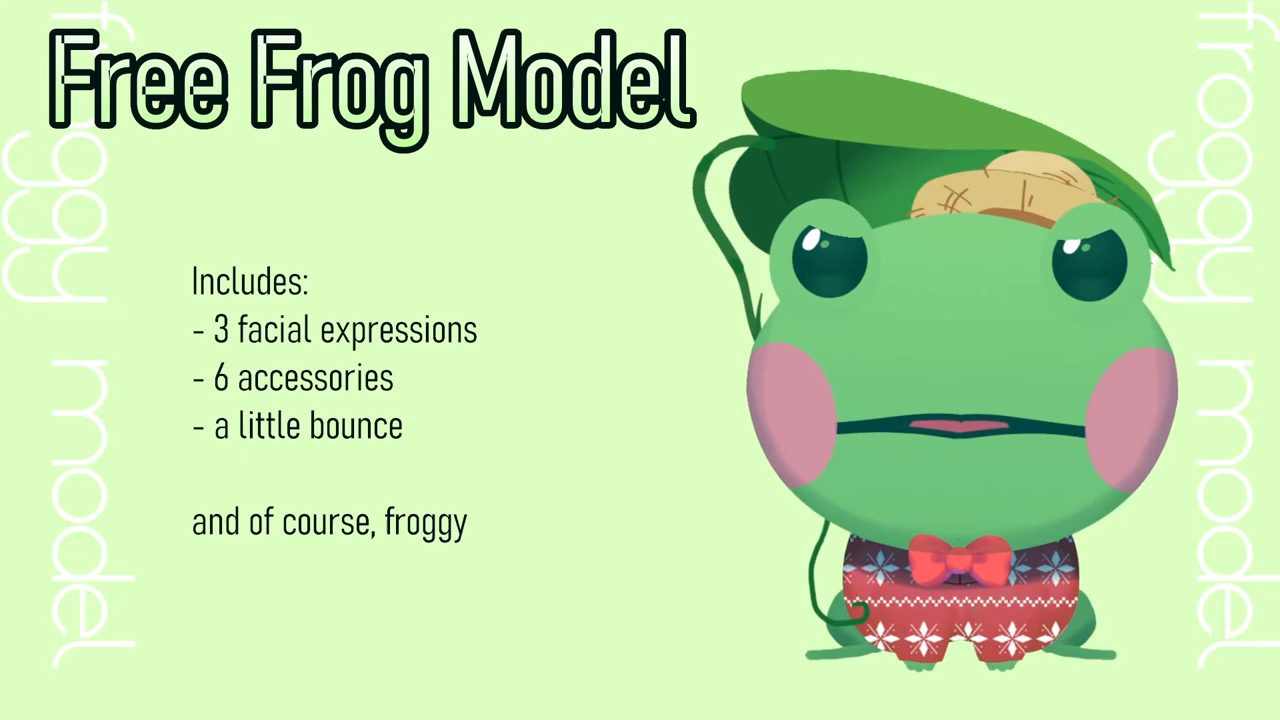 Free Frog Model
Includes:
- 3 facial expressions
- 6 accessories
- a little bounce
and of course, froggy
froggy model
froggy model